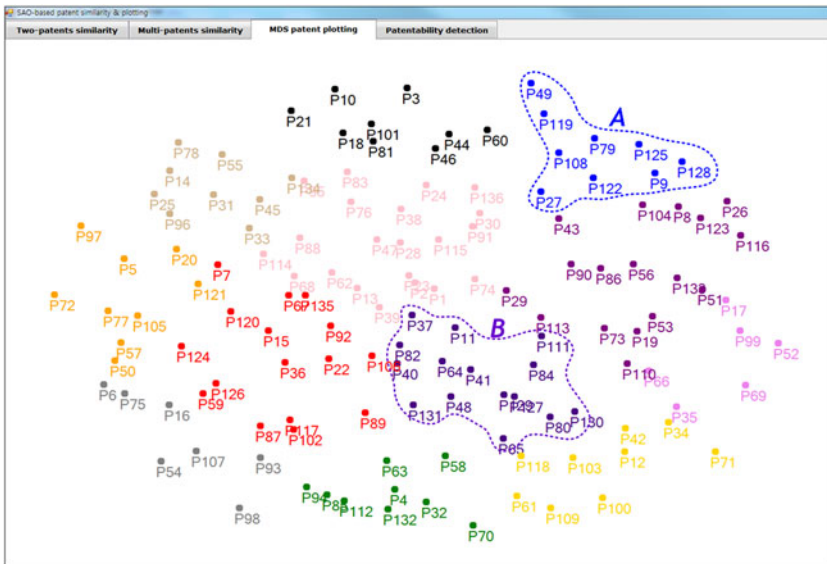 SAO-based patent similarity & plotting
Two-patents similarity Multi-patents similarity MDS patent plotting Patentability detection
P49
P10 P3
A
P21 P119
P101 P60
P18 P44 P79
P81 P46 P125
P78 P108
P55 P128
P14 P83 P9
P134 P122
P24 P136
P25 P31 P27
P45 P76 P104 P8 P26
P96 P38 P30 P43 P123
P97 P33 P91 P116
P88 P47 P28 P115
P20 P114 P90 P86 P56
P5 P7
P68 P62 P74 P51
P121 P13 P1 P29
P72 P67 P135 P17
P39
P77 P105 P120 P37 B P113 P53
P15 P92 P11 P73 P19 P99
P111
P57 P124 P82 P52
P50 P36 P22 P40 P64 P41 P84 P110
P66
P6 P75 P126 P69
P59 P48 P127
P16 P131 P35
P89 P80 P130
P87 P117 P42 P34
P102 P65
P107 P63 P58 P118 P103 P12 P71
P54 P93
P94 P4 P61 P100
P98 P112 P132 P32 P109
P70